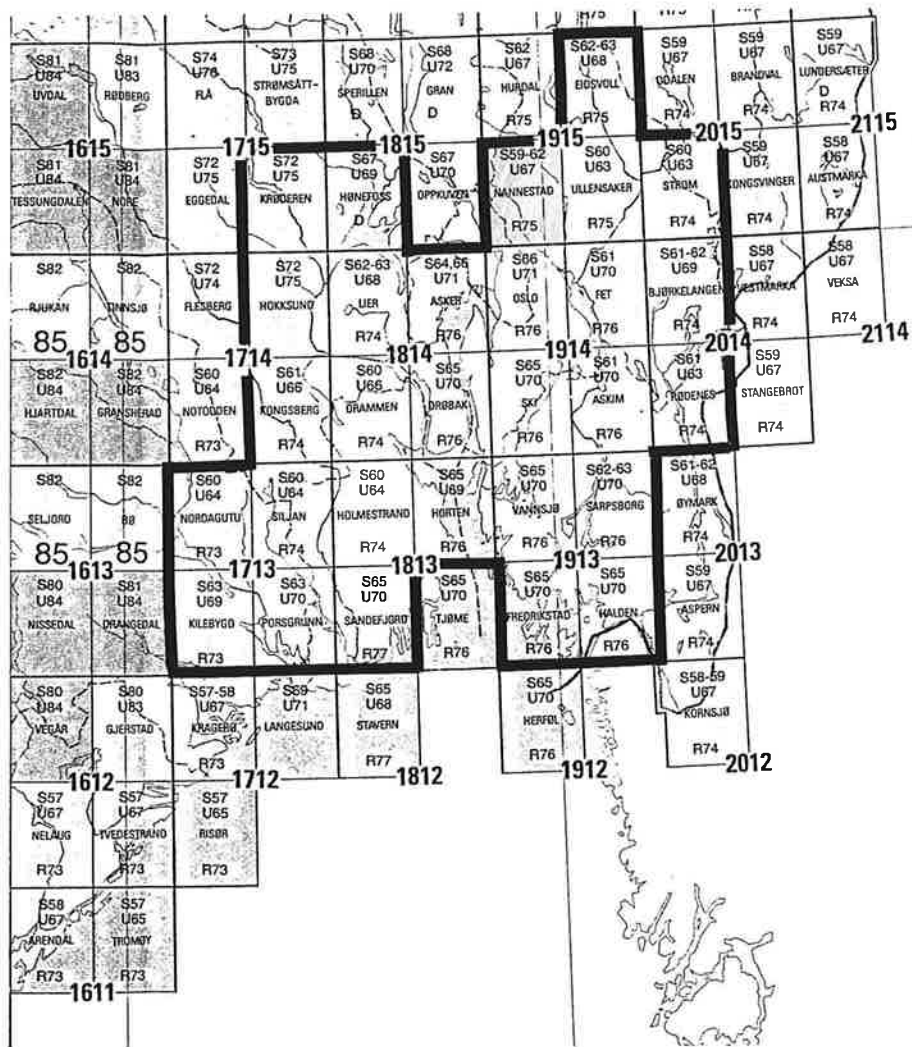 R75
S81 S81 S74 S73 S68 S68 S62 S62-63 S59 S59 S59
U84 U83 U76 U75 U70 U72 U67 U68 U67 U67 U67
UVDAL RØDBERG FLÅ STRØMSÅTT- SPERILLEN GRAN HURDAL EIDSVOLL ODALEN BRANDVAL LUNDERSÆTER
BYGDA
D D D
R75 R75 R74 R74 R74
1615 1715 1815 1915 2015 2115
S81 S81 S72 S72 S67 S67 S59-62 S60 S60 S59 S58
U84 U84 U75 U75 U69 U70 U67 U63 U63 U67 U67
TESSUNGDALEN NORE EGGEDAL KRØDEREN HØNEFOSS OPPKUVEN NANNESTAD ULLENSAKER STRØM KONGSVINGER AUSTMARKA
D R75 R75 R74 R74 R74
S82 S82 S72 S72 S62-63 S64,66 S66 S61 S61-62 S58 S58
U74 U75 U68 U71 U71 U70 U69 U67 U67
RJUKAN TINNSJØ FLESBERG HOKKSUND LIER ASKER OSLO FET BJØRKELANGEN VESTMARKA VEKSA
85 85 R74 R76 R76 R76 R74 R74 R74
1614 1714 1814 1914 2014 2114
S82 S82 S60 S61 S60 S65 S65 S61 S61 S59
U84 U84 U64 U66 U65 U70 U70 U70 U63 U67
HJARTDAL GRANSHERAD NOTODDEN KONGSBERG DRAMMEN DRØBAK SKI ASKIM RØDENES STANGEBROT
R73 R74 R74 R76 R76 R76 R74 R74
S82 S82 S60 S60 S60 S65 S65 S62-63 S61-62
U64 U64 U64 U69 U70 U70 U68
SELJORD BØ NORDAGUTU SILJAN HOLMESTRAND HORTEN VANNSJØ SARPSBORG ØYMARK
85 85 R73 R74 R74 R76 R76 R76 R74
1613 1713 1813 1913 2013
S80 S81 S63 S63 S65 S65 S65 S65 S59
U84 U84 U69 U70 U70 U70 U70 U70 U67
NISSEDAL DRANGEDAL KILEBYGD PORSGRUNN SANDEFJORD TJØME FREDRIKSTAD HALDEN ASPERN
R73 R77 R76 R76 R76 R74
S80 S80 S57-58 S69 S65 S65 S58-59
U84 U83 U67 U71 U68 U70 U67
VEGÅR GJERSTAD KRAGERØ LANGESUND STAVERN HERFØL KORNSJØ
R73 R77 R76 R74
1612 1712 1812 1912 2012
S57 S57 S57
U67 U67 U65
NELAUG TVEDESTRAND RISØR
R73 R73 R73
S58 S57
U67 U65
ARENDAL TROMØY
R73 R73
1611